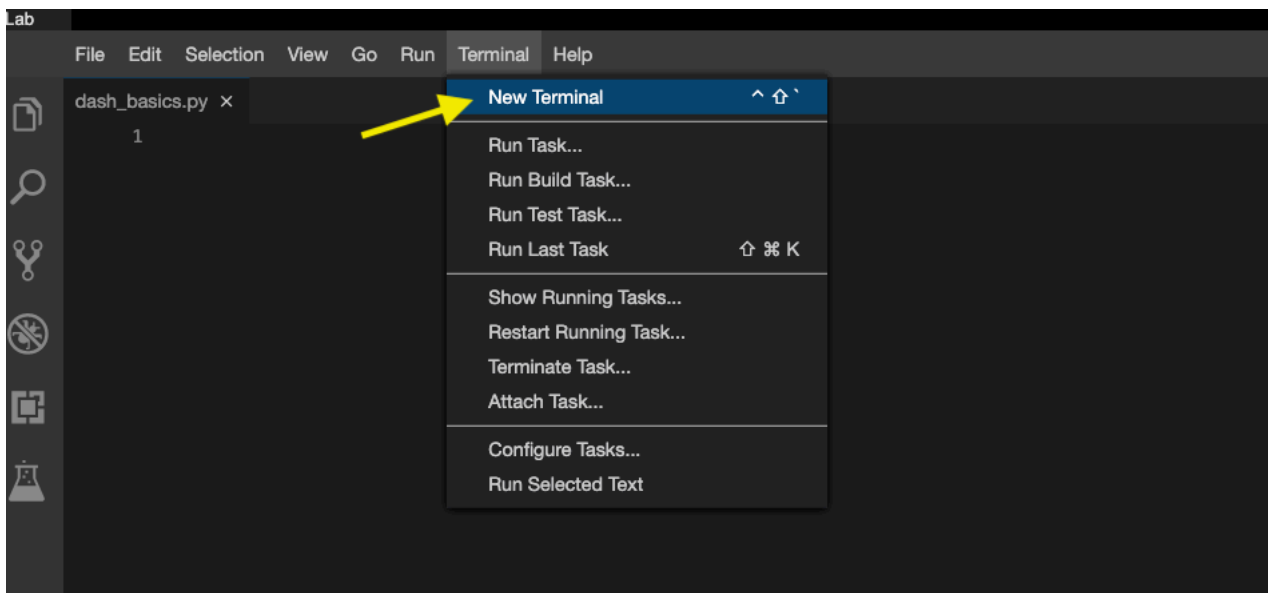 Lab
File Edit Selection View Go Run Terminal Help
dash_basics.py ×
1
New Terminal ^ ⇧ `
Run Task...
Run Build Task...
Run Test Task...
Run Last Task ⇧ ⌘ K
Show Running Tasks...
Restart Running Task...
Terminate Task...
Attach Task...
Configure Tasks...
Run Selected Text